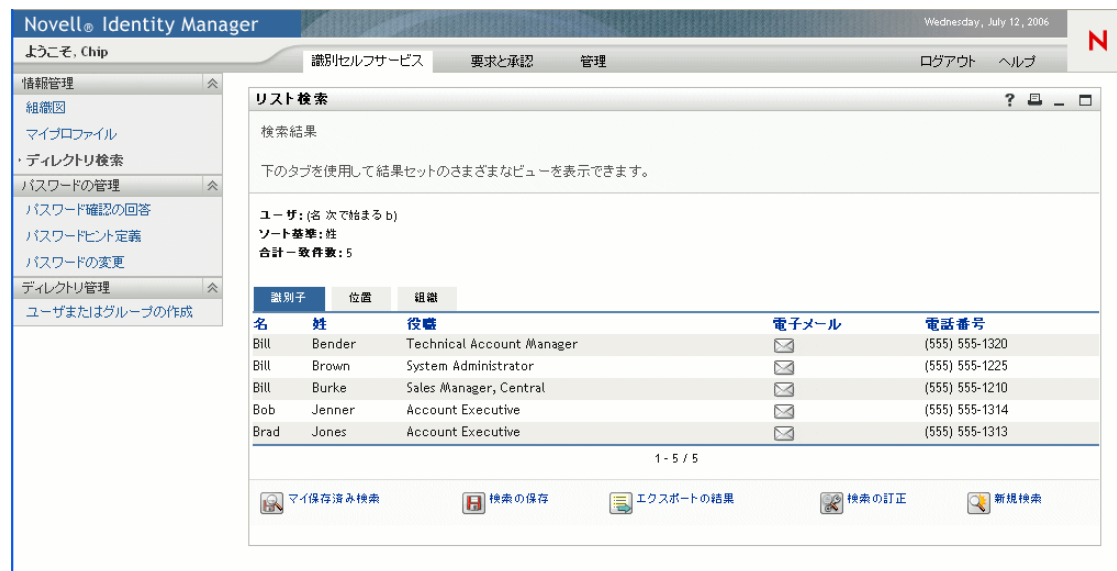 Novell® Identity Manager
Wednesday, July 12, 2006
N
ようこそ, Chip
識別セルフサービス 要求と承認 管理 ログアウト ヘルプ
情報管理
組織図
マイプロファイル
・ディレクトリ検索
パスワードの管理
パスワード確認の回答
パスワードヒント定義
パスワードの変更
ディレクトリ管理
ユーザまたはグループの作成
リスト検索 ?
検索結果
下のタブを使用して結果セットのさまざまなビューを表示できます。
ユーザ: (名 次で始まる b)
ソート基準: 姓
合計一致件数: 5
識別子 位置 組織
名 姓 役職 電子メール 電話番号
Bill Bender Technical Account Manager (555) 555-1320
Bill Brown System Administrator (555) 555-1225
Bill Burke Sales Manager, Central (555) 555-1210
Bob Jenner Account Executive (555) 555-1314
Brad Jones Account Executive (555) 555-1313
1 - 5 / 5
マイ保存済み検索 検索の保存 エクスポートの結果 検索の訂正 新規検索